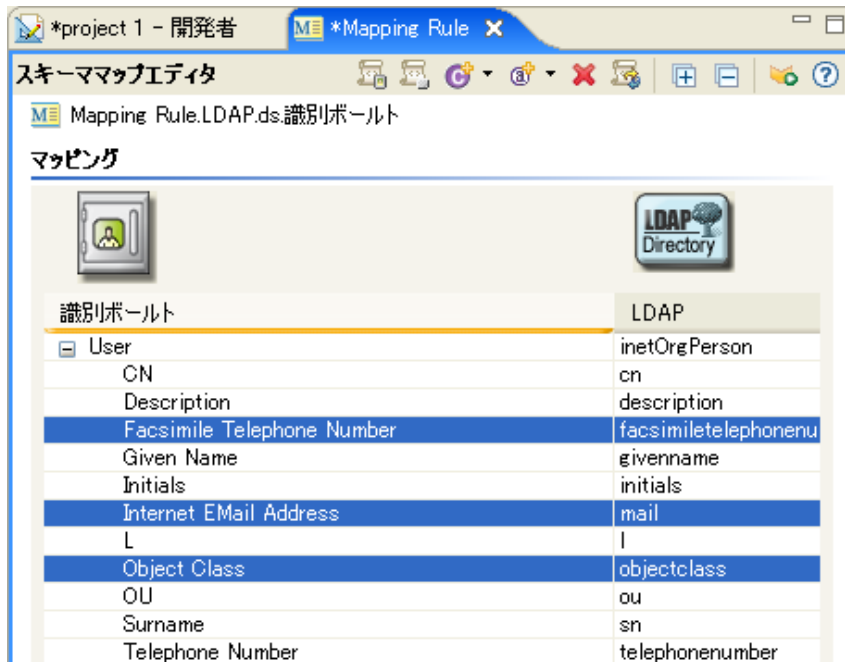 *project 1 - 開発者 M≡ *Mapping Rule
スキーママップエディタ
M≡ Mapping Rule.LDAP.ds.識別ボールト
マッピング
LDAP
Directory
識別ボールト LDAP
User inetOrgPerson
CN cn
Description description
Facsimile Telephone Number facsimiletelephonenu
Given Name givenname
Initials initials
Internet EMail Address mail
L l
Object Class objectclass
OU ou
Surname sn
Telephone Number telephonenumber